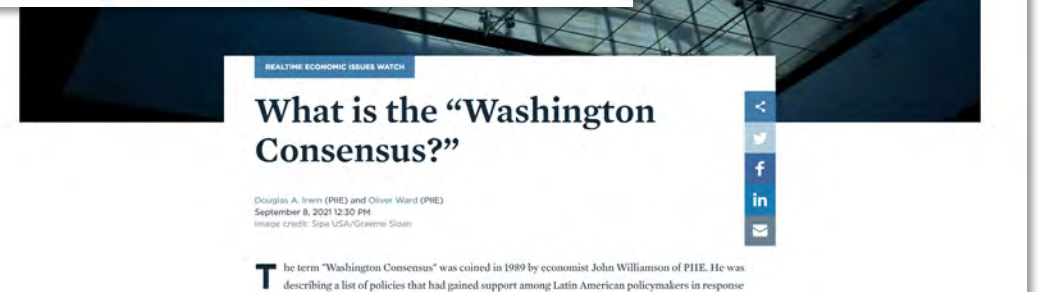 REALTIME ECONOMIC ISSUES WATCH
What is the “Washington
Consensus?”
Douglas A. Irwin (PIIE) and Oliver Ward (PIIE)
September 8, 2021 12:30 PM
Image credit: Sipa USA/Graeme Sloan
The term "Washington Consensus" was coined in 1989 by economist John Williamson of PIIE. He was
describing a list of policies that had gained support among Latin American policymakers in response